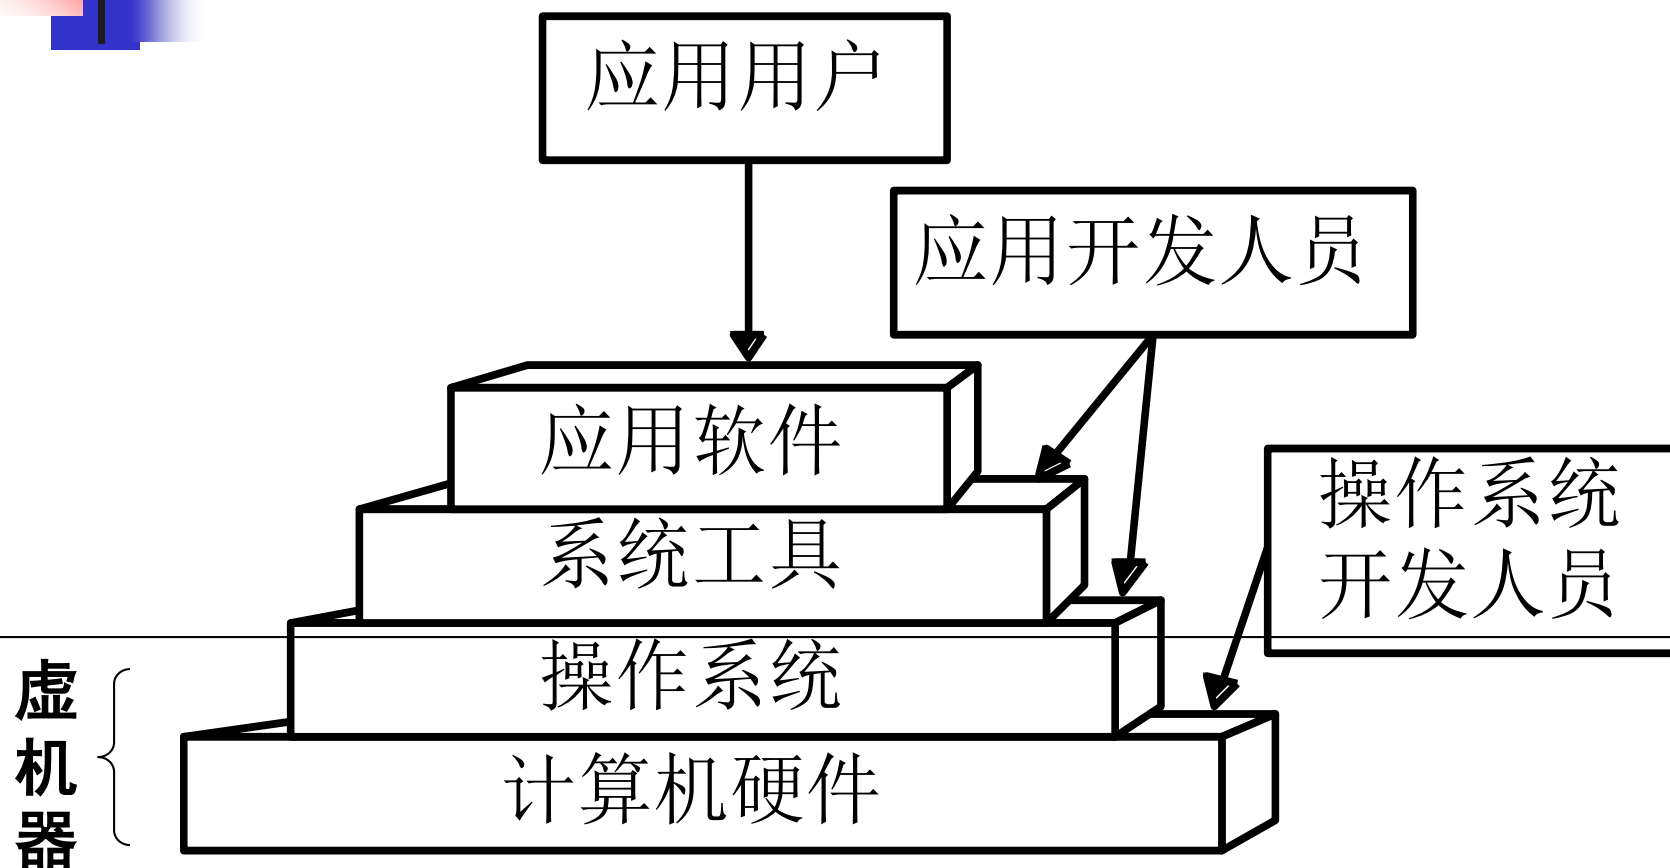 应用用户
应用开发人员
应用软件
操作系统
开发人员
系统工具
操作系统
计算机硬件
虚
机
器